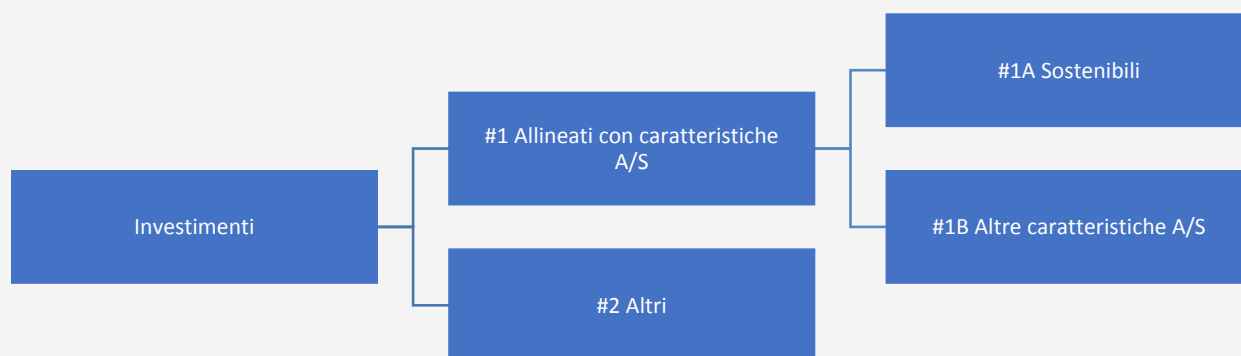 #1A Sostenibili
#1 Allineati con caratteristiche
A/S
Investimenti
#1B Altre caratteristiche A/S
#2 Altri